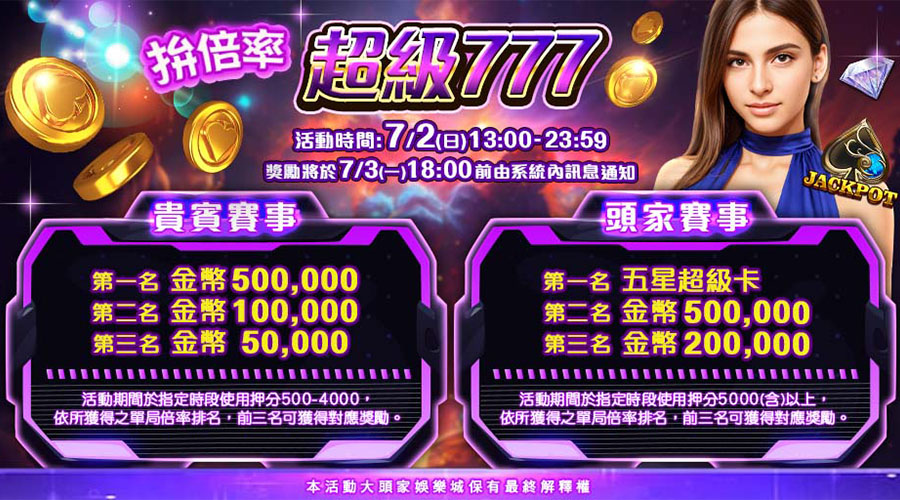 拚倍率
超級777
活動時間:7/2(日)13:00-23:59
獎勵將於7/3(一)18:00前由系統內訊息通知
JACKPOT
貴賓賽事
第一名 金幣500,000
第二名 金幣100,000
第三名 金幣 50,000
活動期間於指定時段使用押分500-4000，
依所獲得之單局倍率排名，前三名可獲得對應獎勵。
頭家賽事
第一名 五星超級卡
第二名 金幣500,000
第三名 金幣200,000
活動期間於指定時段使用押分5000(含)以上，
依所獲得之單局倍率排名，前三名可獲得對應獎勵。
本活動大頭家娛樂城保有最終解釋權